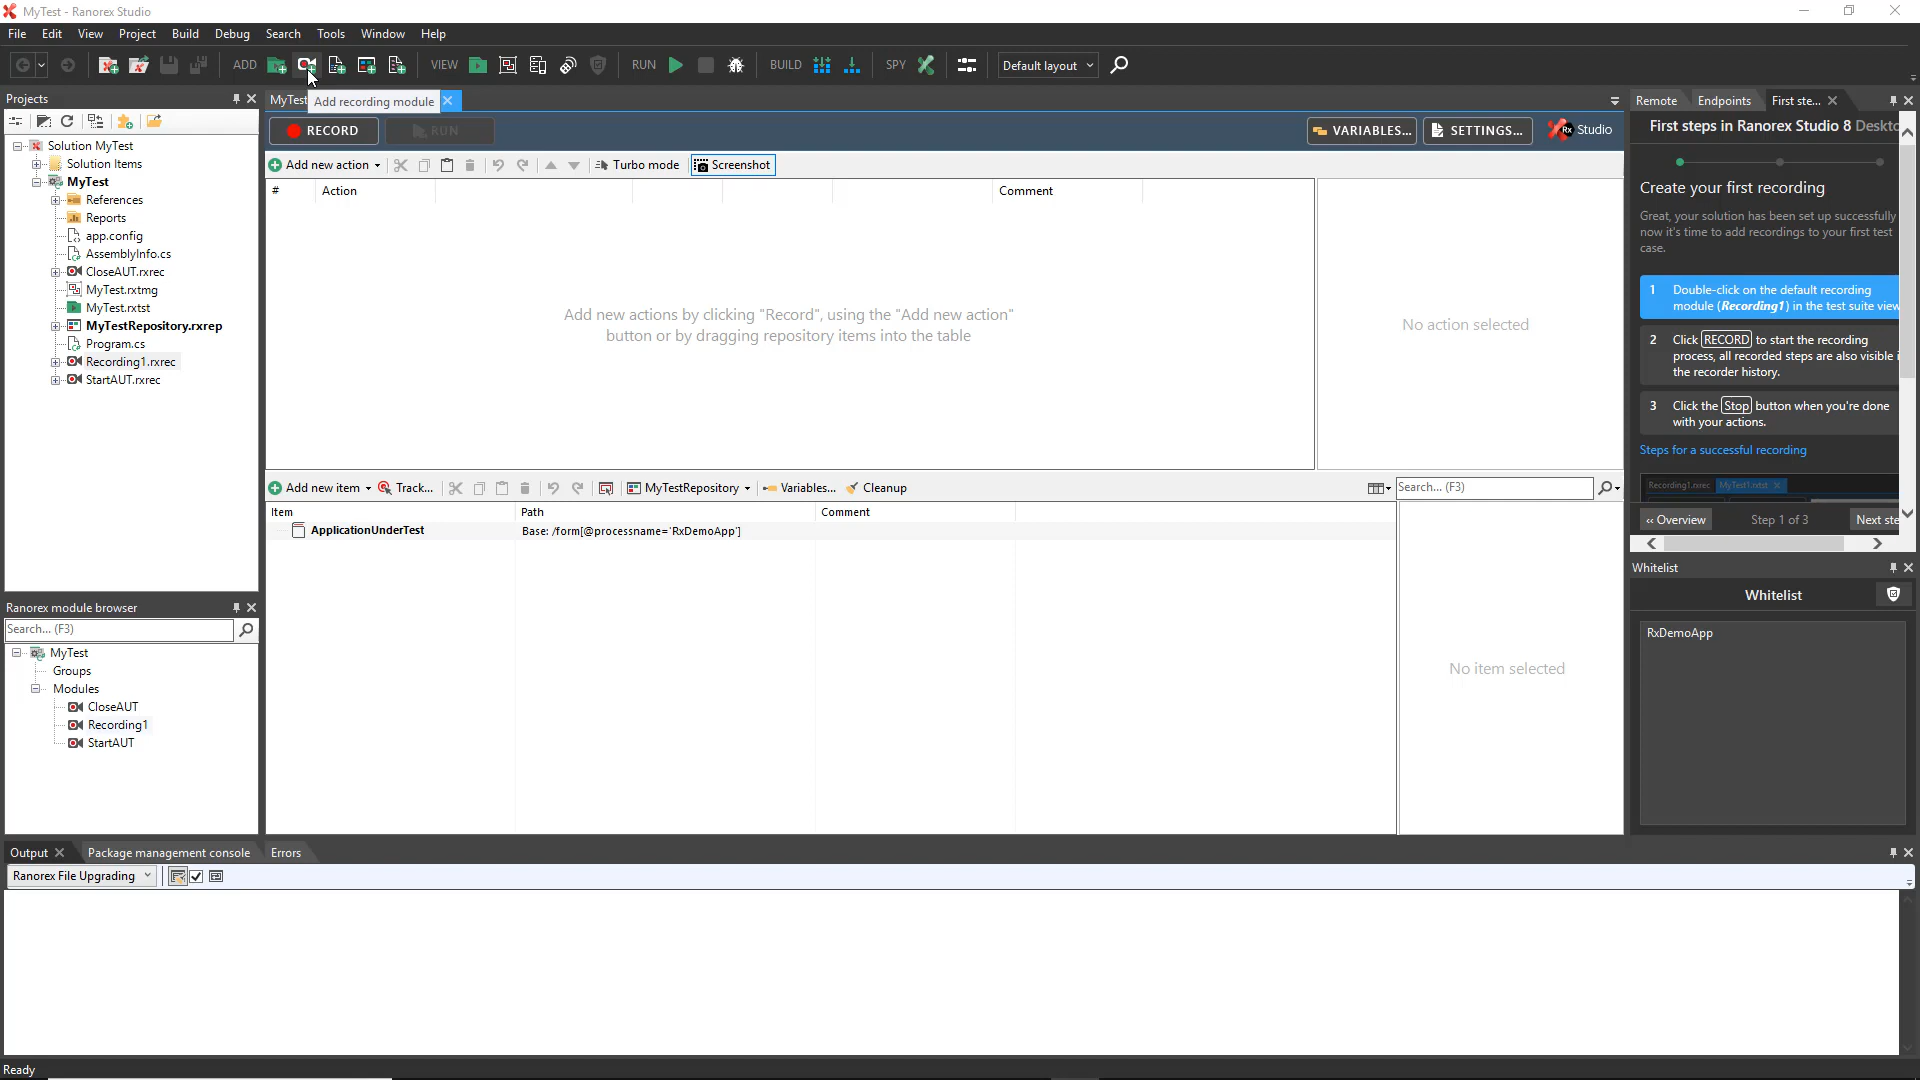 MyTest - Ranorex Studio
File Edit View Project Build Debug Search Tools Window Help
ADD VIEW RUN BUILD SPY Default layout
Projects
MyTest
Add recording module
Remote Endpoints First ste...
RECORD RUN VARIABLES... SETTINGS... Rx Studio
First steps in Ranorex Studio 8 Deskto
Add new action Turbo mode Screenshot
# Action Comment
Solution MyTest
Solution Items
MyTest
References
Reports
app.config
AssemblyInfo.cs
CloseAUT.rxrec
MyTest.rxtmg
MyTest.rxtst
MyTestRepository.rxrep
Program.cs
Recording1.rxrec
StartAUT.rxrec
Add new actions by clicking "Record", using the "Add new action"
button or by dragging repository items into the table
No action selected
Create your first recording
Great, your solution has been set up successfully
now it's time to add recordings to your first test
case.
1 Double-click on the default recording
module (Recording1) in the test suite view
2 Click RECORD to start the recording
process, all recorded steps are also visible i
the recorder history.
3 Click the Stop button when you're done
with your actions.
Steps for a successful recording
Recording1.rxrec MyTest1.rxtst
‹‹ Overview Step 1 of 3 Next ste
Add new item Track... MyTestRepository Variables... Cleanup Search... (F3)
Item Path Comment
ApplicationUnderTest Base: /form[@processname='RxDemoApp']
No item selected
Whitelist
Whitelist
RxDemoApp
Ranorex module browser
Search... (F3)
MyTest
Groups
Modules
CloseAUT
Recording1
StartAUT
Output Package management console Errors
Ranorex File Upgrading
Ready